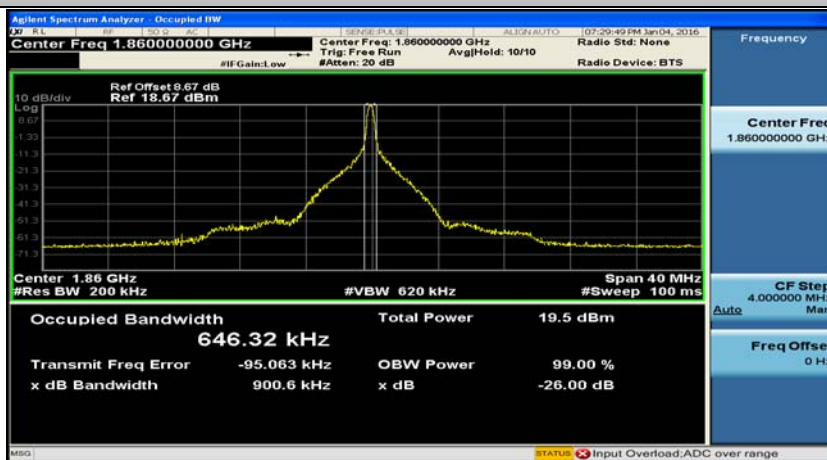 Agilent Spectrum Analyzer - Occupied BW
RL RF 50 Ω AC SENSE:PULSE ALIGN AUTO 07:29:49 PM Jan 04, 2016
Center Freq 1.860000000 GHz
Center Freq: 1.860000000 GHz
Radio Std: None
Trig: Free Run Avg|Hold: 10/10
#IFGain:Low #Atten: 20 dB Radio Device: BTS
Ref Offset 8.67 dB
10 dB/div Ref 18.67 dBm
Log
8.67
-1.33
-11.3
-21.3
-31.3
-41.3
-51.3
-61.3
-71.3
Center 1.86 GHz Span 40 MHz
#Res BW 200 kHz #VBW 620 kHz #Sweep 100 ms
Occupied Bandwidth Total Power 19.5 dBm
646.32 kHz
Transmit Freq Error -95.063 kHz OBW Power 99.00 %
x dB Bandwidth 900.6 kHz x dB -26.00 dB
Frequency
Center Freq
1.860000000 GHz
CF Step
4.000000 MHz
Auto Man
Freq Offset
0 Hz
MSG STATUS Input Overload;ADC over range